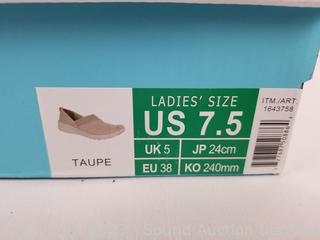 LADIES' SIZE
US 7.5
UK 5
JP 24cm
EU 38
KO 240mm
TAUPE
ITM./ART.
1643758